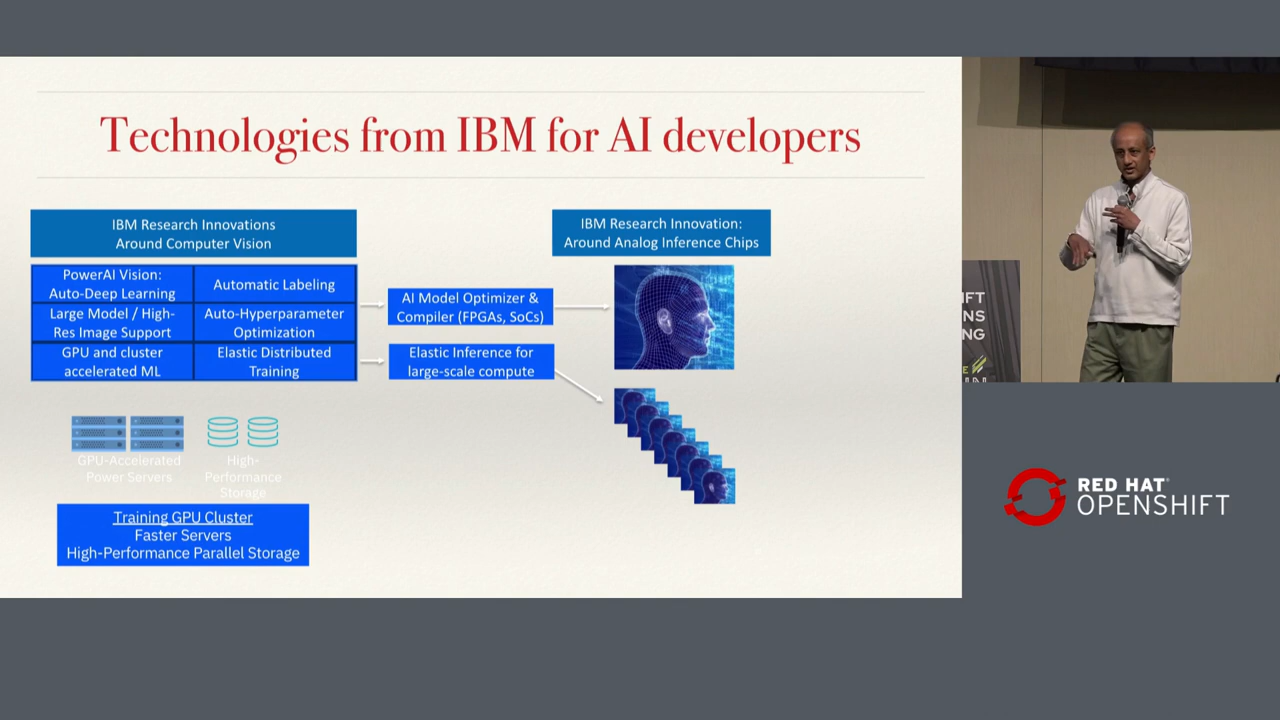 Technologies from IBM for AI developers
IBM Research Innovations
Around Computer Vision
PowerAI Vision:
Auto-Deep Learning
Automatic Labeling
Large Model / High-
Res Image Support
Auto-Hyperparameter
Optimization
GPU and cluster
accelerated ML
Elastic Distributed
Training
AI Model Optimizer &
Compiler (FPGAs, SoCs)
Elastic Inference for
large-scale compute
IBM Research Innovation:
Around Analog Inference Chips
GPU-Accelerated
Power Servers
High-
Performance
Storage
Training GPU Cluster
Faster Servers
High-Performance Parallel Storage
RED HAT®
OPENSHIFT